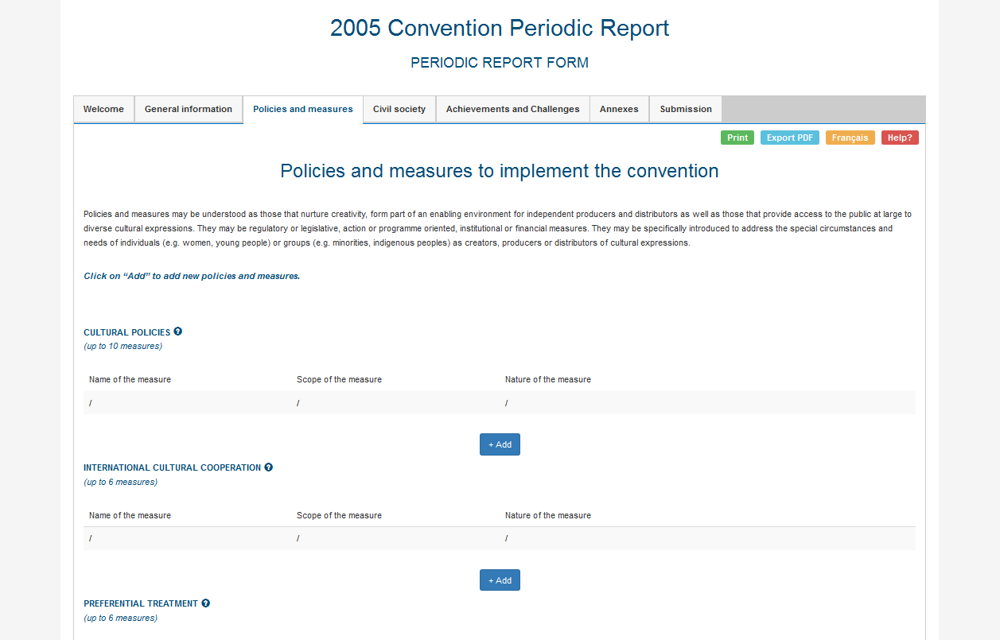 2005 Convention Periodic Report
PERIODIC REPORT FORM
Welcome General information Policies and measures Civil society Achievements and Challenges Annexes Submission
Print Export PDF Français Help?
Policies and measures to implement the convention
Policies and measures may be understood as those that nurture creativity, form part of an enabling environment for independent producers and distributors as well as those that provide access to the public at large to
diverse cultural expressions. They may be regulatory or legislative, action or programme oriented, institutional or financial measures. They may be specifically introduced to address the special circumstances and
needs of individuals (e.g. women, young people) or groups (e.g. minorities, indigenous peoples) as creators, producers or distributors of cultural expressions.
Click on “Add” to add new policies and measures.
CULTURAL POLICIES ?
(up to 10 measures)
Name of the measure Scope of the measure Nature of the measure
/ / /
+ Add
INTERNATIONAL CULTURAL COOPERATION ?
(up to 6 measures)
Name of the measure Scope of the measure Nature of the measure
/ / /
+ Add
PREFERENTIAL TREATMENT ?
(up to 6 measures)